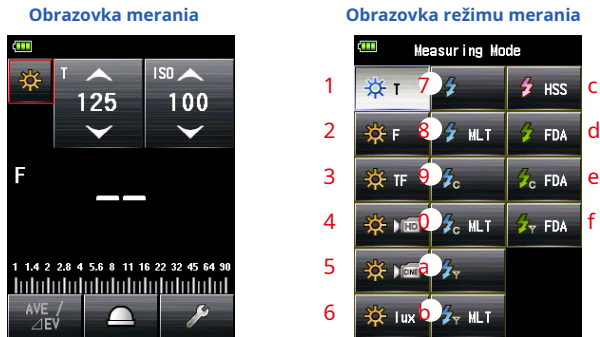 Obrazovka merania
T
125
ISO
100
F
1 1.4 2 2.8 4 5.6 8 11 16 22 32 45 64 90
AVE /
⊿EV
Obrazovka režimu merania
Measuring Mode
1 T 7 HSS c
2 F 8 MLT FDA d
3 TF 9 C C FDA e
4 HD 0 C MLT Y FDA f
5 CINE a Y
6 lux b Y MLT